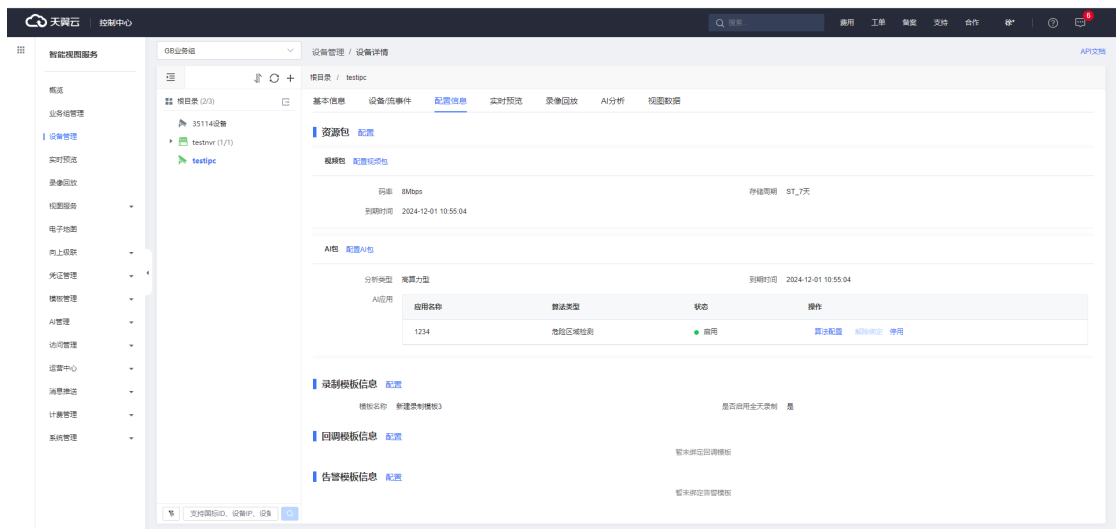 天翼云 控制中心 搜索... 费用 工单 备案 支持 合作 徐* 6
智能视图服务
概览
业务组管理
设备管理
实时预览
录像回放
视图服务
电子地图
向上级联
凭证管理
模板管理
AI管理
访问管理
运营中心
消息推送
计费管理
系统管理
GB业务组
根目录 (2/3)
35114设备
testnvr (1/1)
testipc
支持国标ID、设备IP、设备
设备管理 / 设备详情 API文档
根目录 / testipc
基本信息 设备/流事件 配置信息 实时预览 录像回放 AI分析 视图数据
资源包 配置
视频包 配置视频包
码率 8Mbps 存储周期 ST_7天
到期时间 2024-12-01 10:55:04
AI包 配置AI包
分析类型 高算力型 到期时间 2024-12-01 10:55:04
AI应用
应用名称 算法类型 状态 操作
1234 危险区域检测 启用 算法配置 解除绑定 停用
录制模板信息 配置
模板名称 新建录制模板3 是否启用全天录制 是
回调模板信息 配置
暂未绑定回调模板
告警模板信息 配置
暂未绑定告警模板